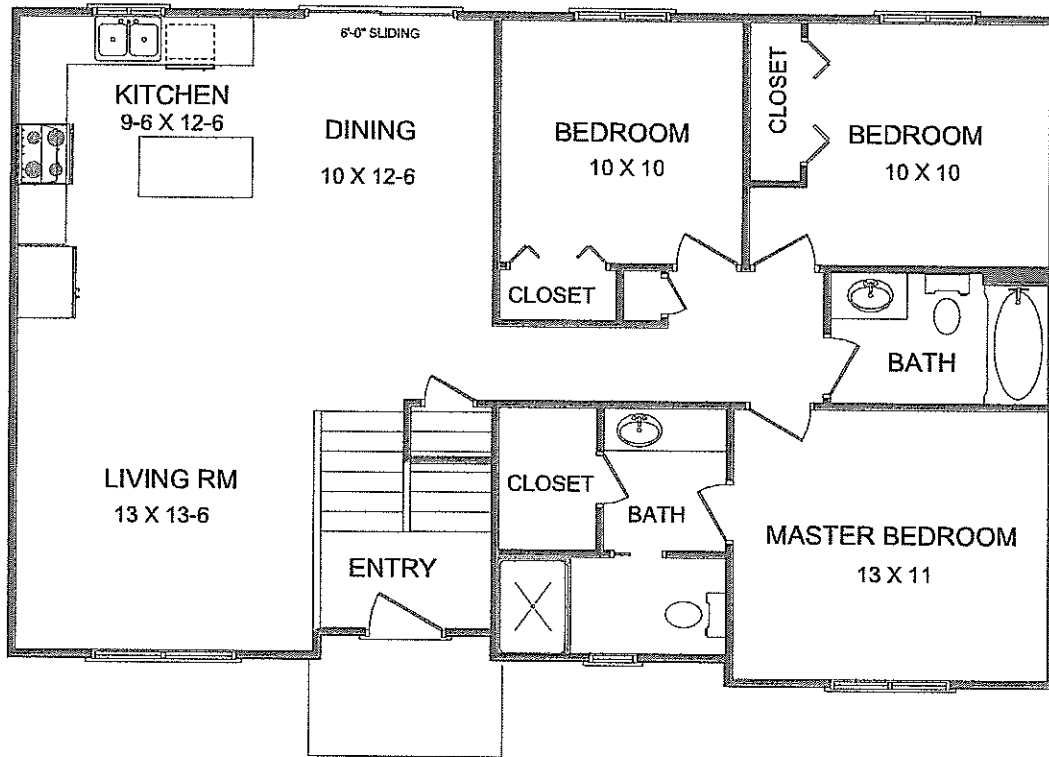 6'-0" SLIDING
KITCHEN
9-6 X 12-6
DINING
10 X 12-6
BEDROOM
10 X 10
CLOSET
BEDROOM
10 X 10
CLOSET
BATH
LIVING RM
13 X 13-6
ENTRY
CLOSET
BATH
MASTER BEDROOM
13 X 11